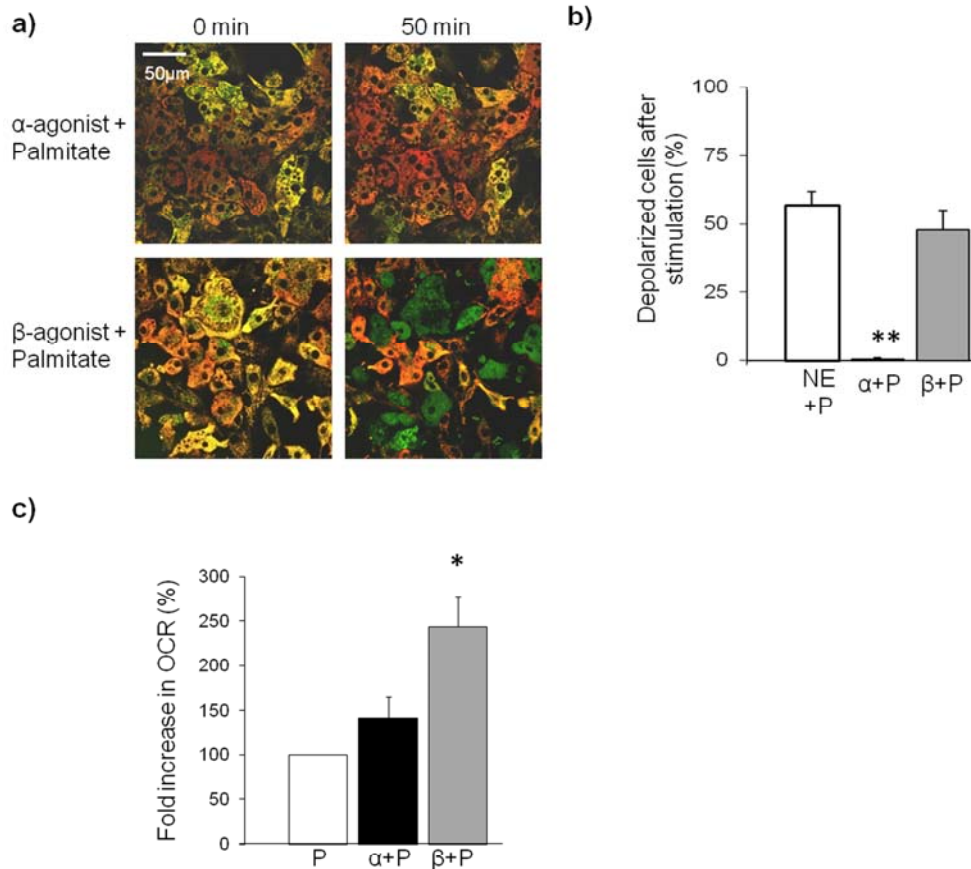 a)
0 min 50 min
50µm
α-agonist +
Palmitate
β-agonist +
Palmitate
b)
Depolarized cells after
stimulation (%)
100
75
50
25
0
**
NE
+P
α+P
β+P
c)
Fold increase in OCR (%)
300
250
200
150
100
50
0
*
P α+P β+P